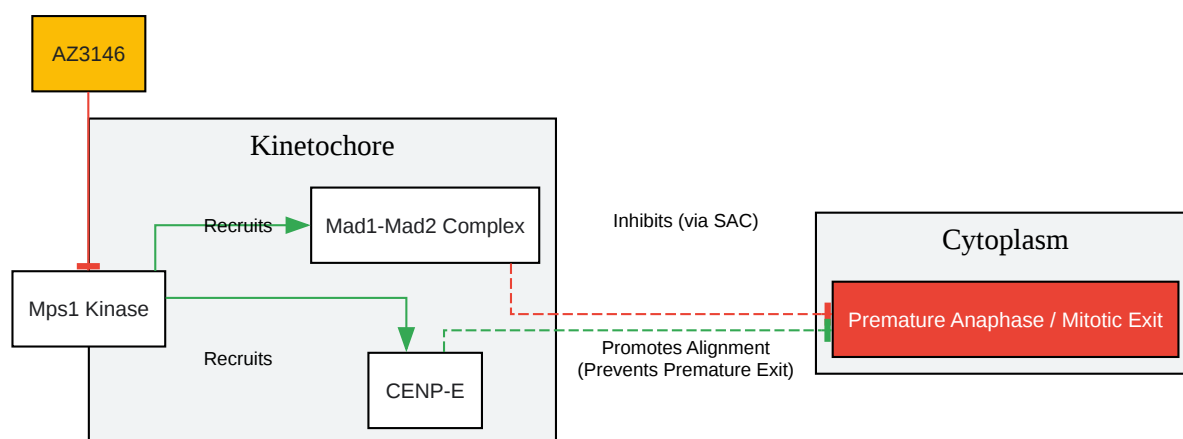 AZ3146
Kinetochore
Recruits
Mad1-Mad2 Complex
Inhibits (via SAC)
Cytoplasm
Mps1 Kinase
Premature Anaphase / Mitotic Exit
Recruits
CENP-E
Promotes Alignment
(Prevents Premature Exit)